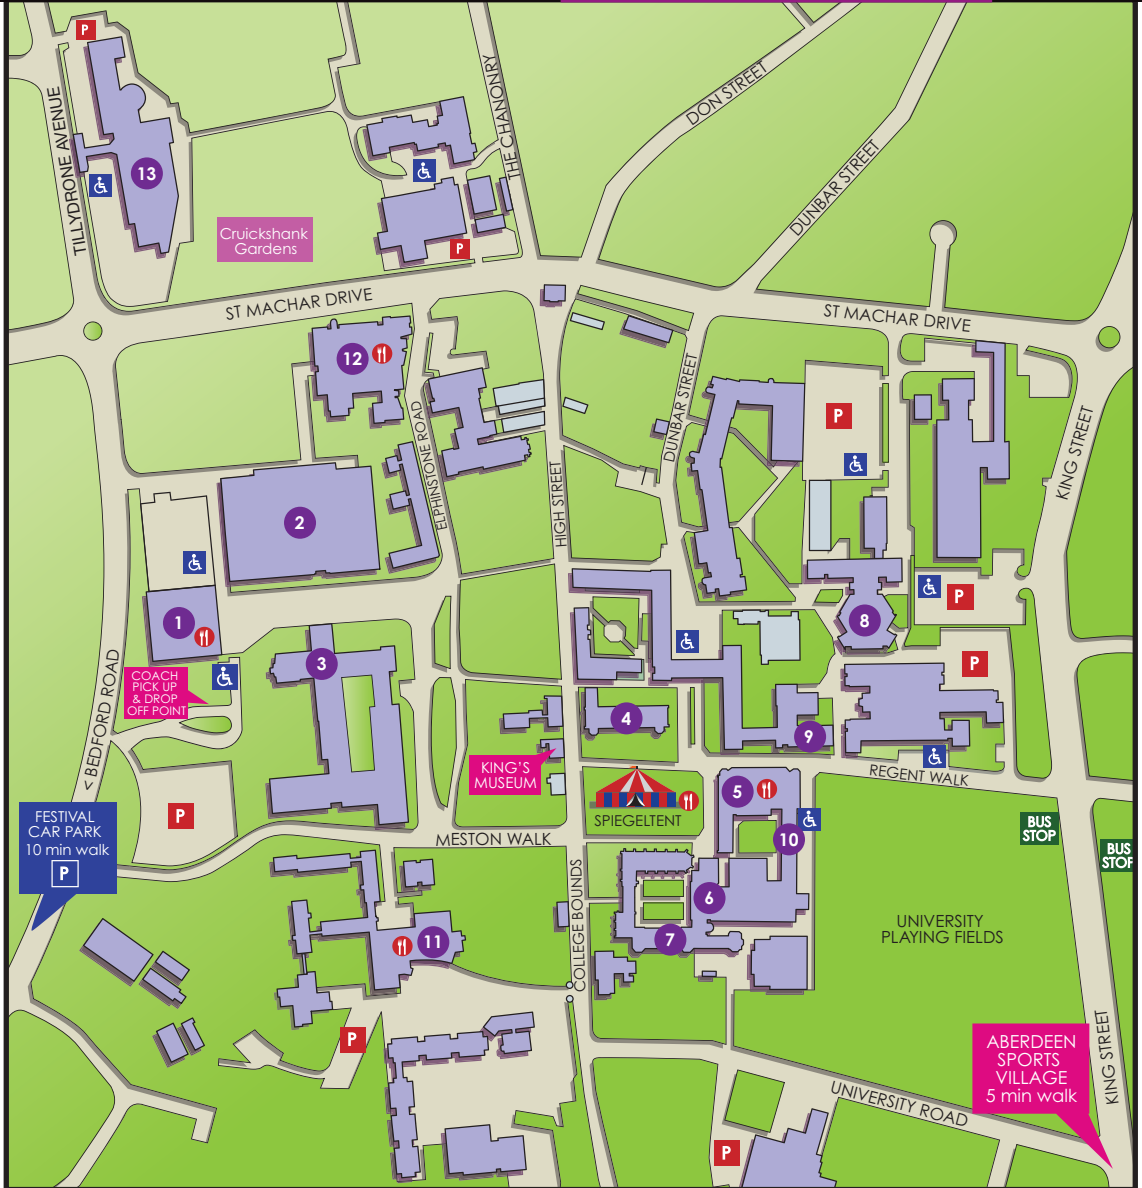 P
TILLYDRONE AVENUE
13
THE CHANONRY
DON STREET
DUNBAR STREET
Cruickshank
Gardens
P
ST MACHAR DRIVE
ST MACHAR DRIVE
12
ELPHINSTONE ROAD
DUNBAR STREET
P
KING STREET
2
HIGH STREET
1
COACH
PICK UP
& DROP
OFF POINT
3
8
P
P
4
9
< BEDFORD ROAD
KING'S
MUSEUM
REGENT WALK
5
SPIEGELTENT
P
FESTIVAL
CAR PARK
10 min walk
P
MESTON WALK
10
BUS
STOP
BUS
STOP
COLLEGE BOUNDS
6
7
11
UNIVERSITY
PLAYING FIELDS
P
ABERDEEN
SPORTS
VILLAGE
5 min walk
KING STREET
UNIVERSITY ROAD
P